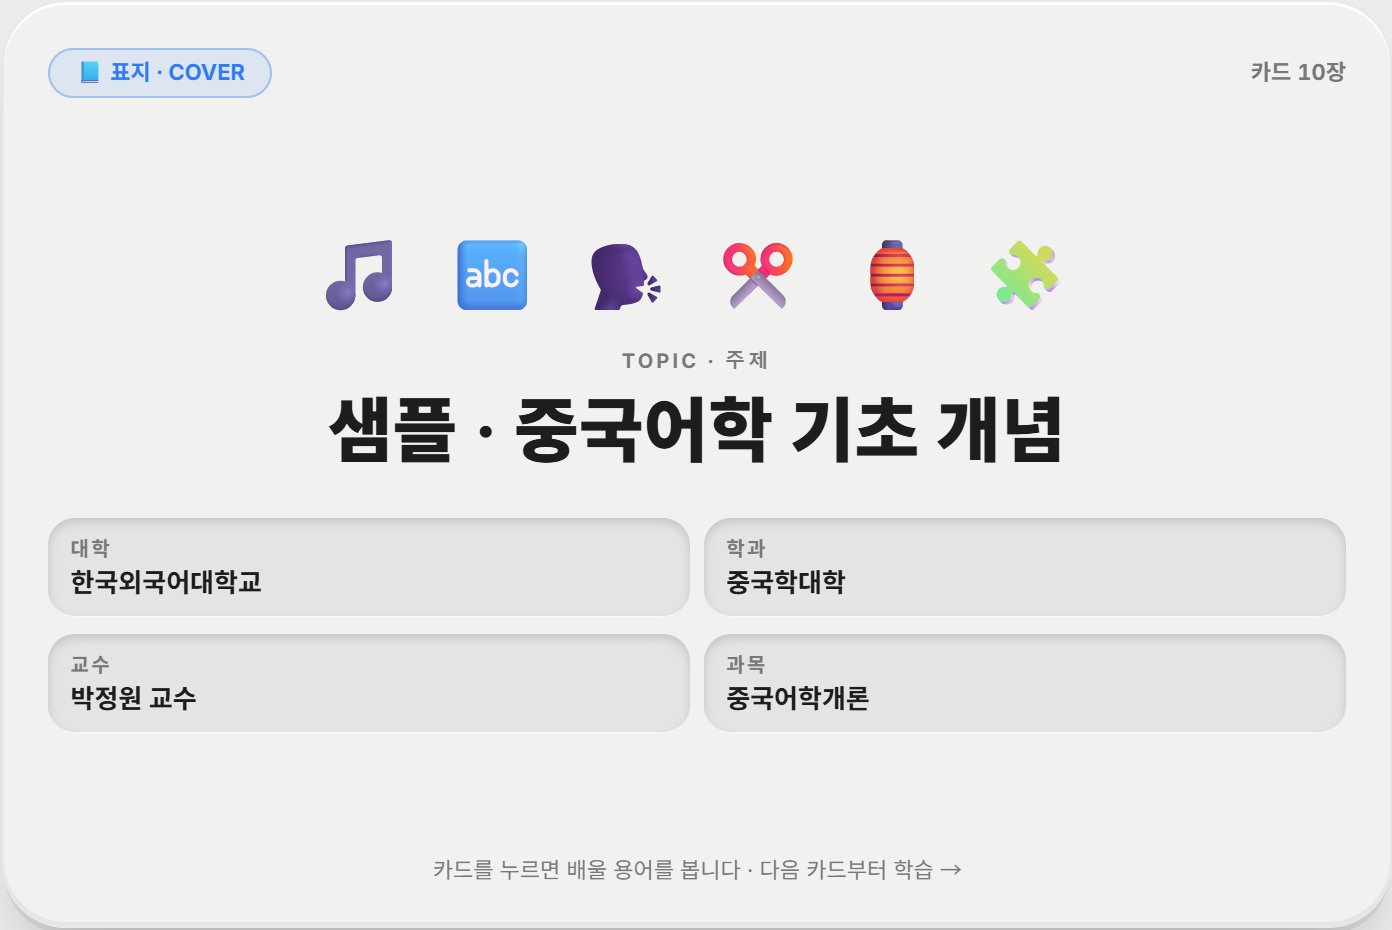 표지 · COVER
카드 10장
abc
TOPIC · 주제
샘플 · 중국어학 기초 개념
대학
한국외국어대학교
학과
중국학대학
교수
박정원 교수
과목
중국어학개론
카드를 누르면 배울 용어를 봅니다 · 다음 카드부터 학습 →